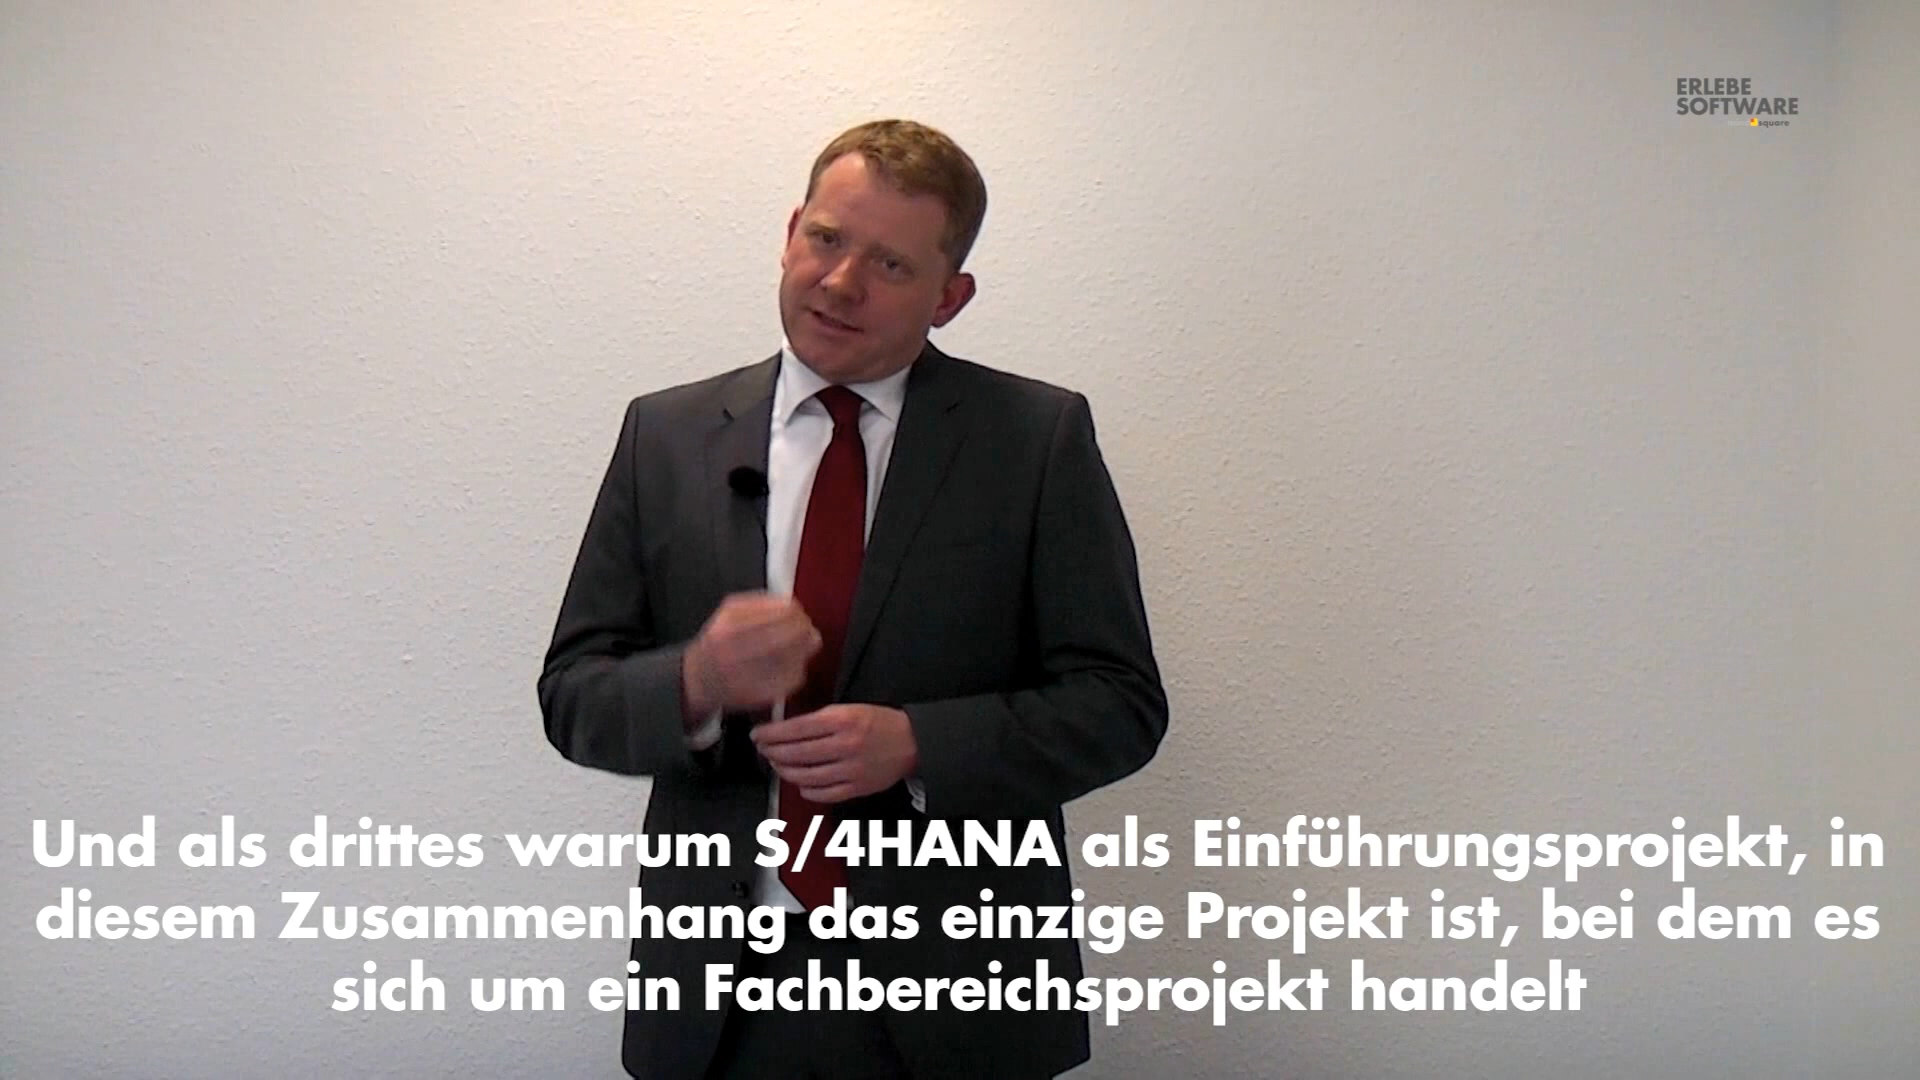 ERLEBE
SOFTWARE
square
Und als drittes warum S/4HANA als Einführungsprojekt, in
diesem Zusammenhang das einzige Projekt ist, bei dem es
sich um ein Fachbereichsprojekt handelt